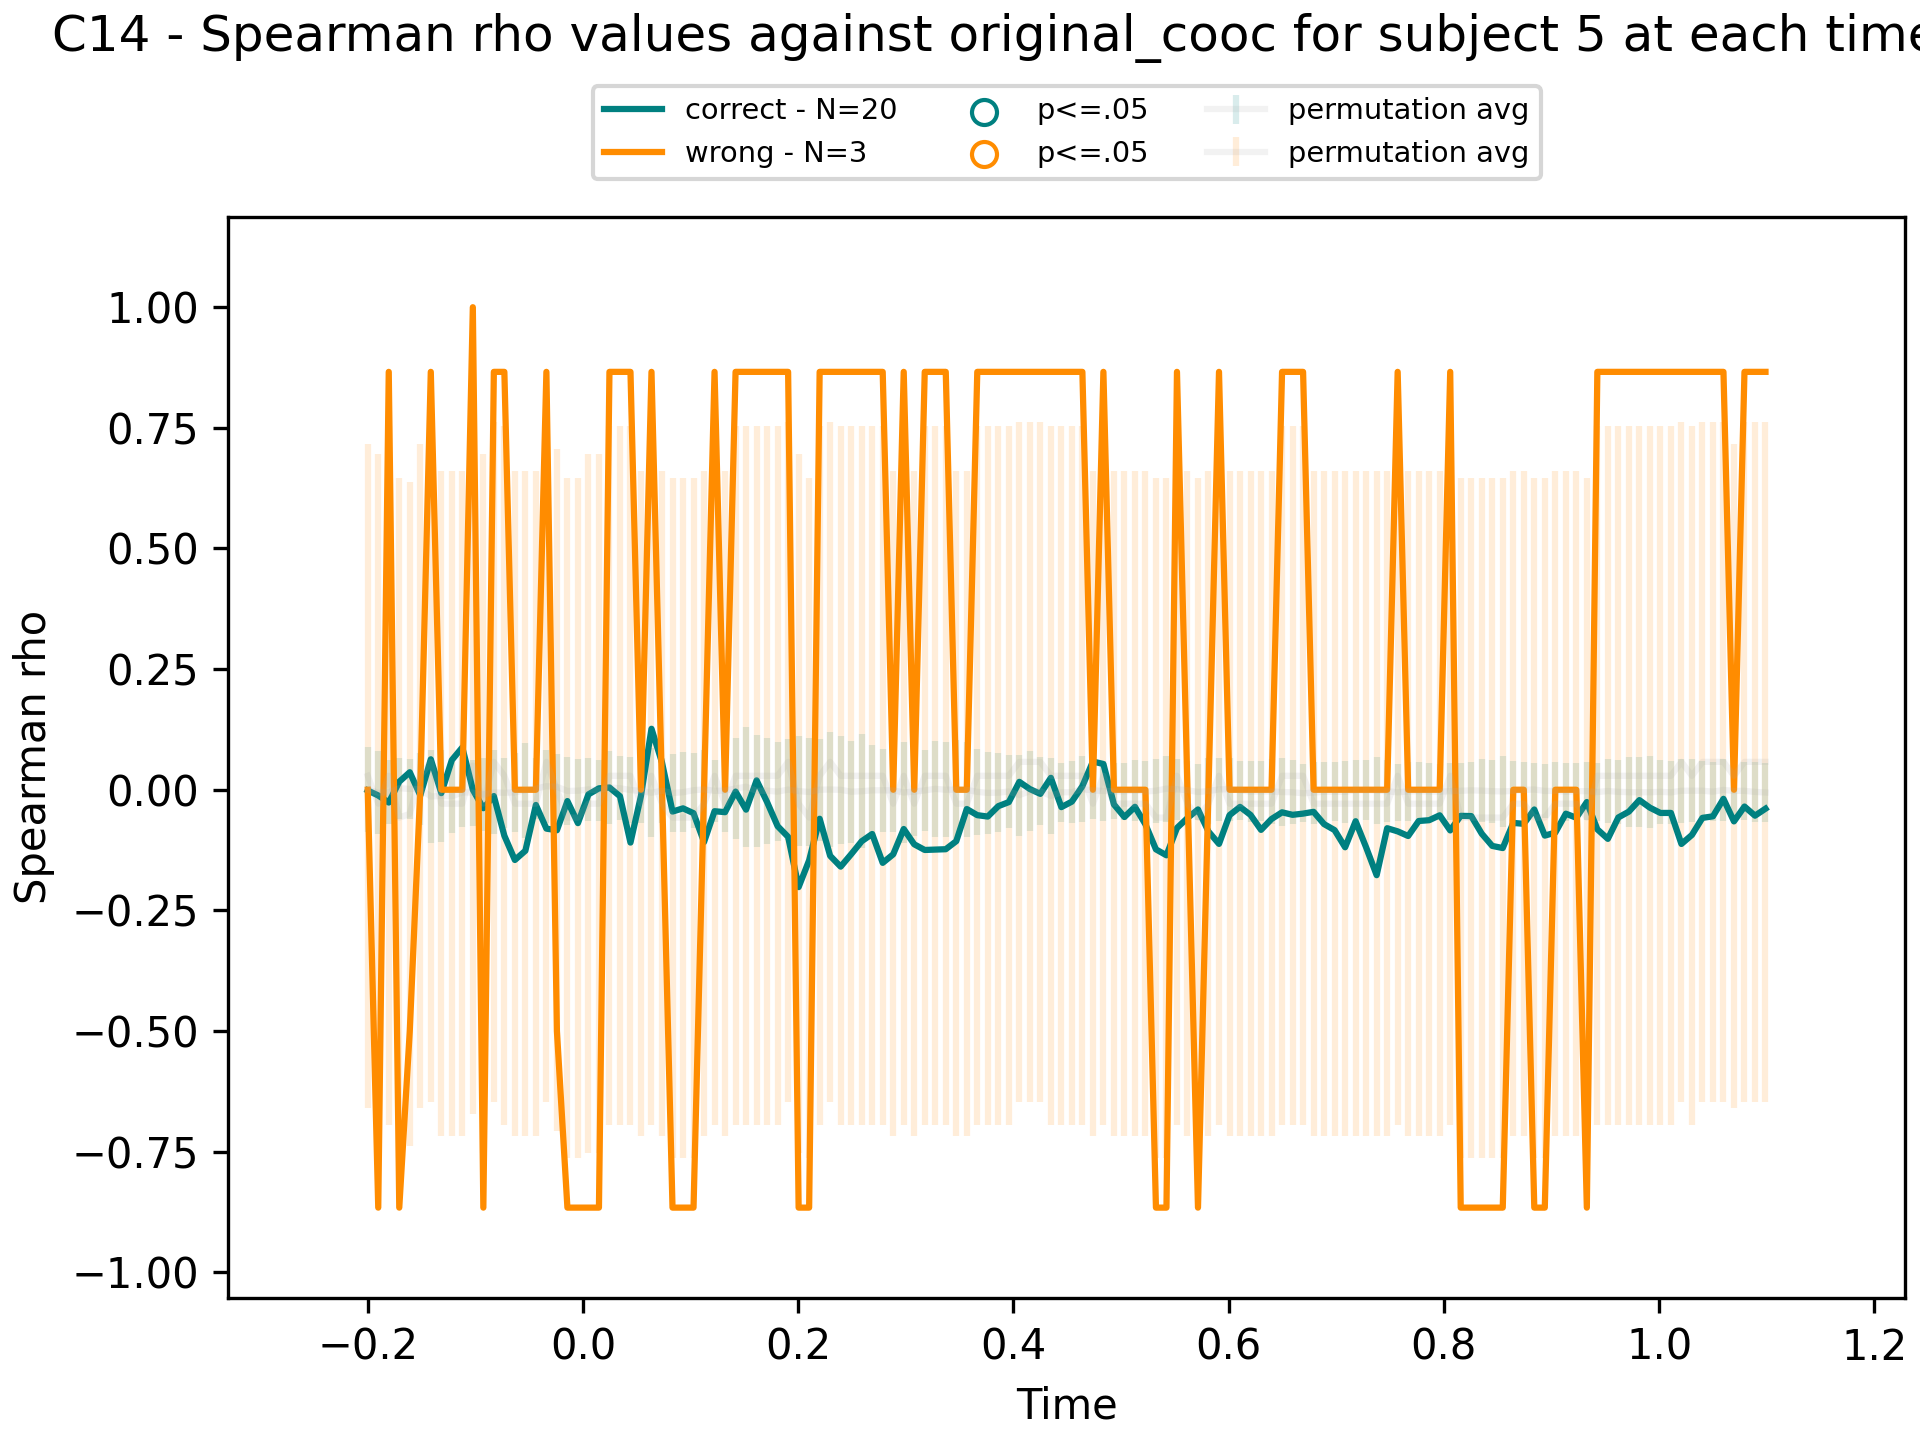 C14 - Spearman rho values against original_cooc for subject 5 at each time
correct - N=20 p<=.05 permutation avg
wrong - N=3 p<=.05 permutation avg
1.00
0.75
0.50
0.25
0.00
−0.25
−0.50
−0.75
−1.00
Spearman rho
−0.2 0.0 0.2 0.4 0.6 0.8 1.0 1.2
Time